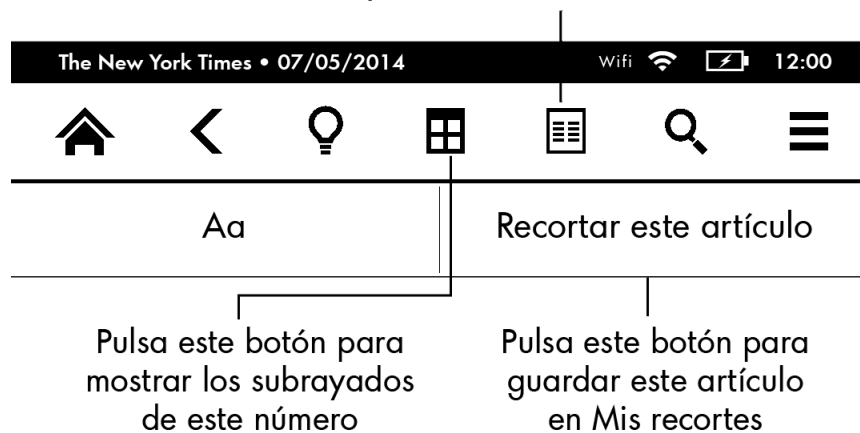 The New York Times • 07/05/2014 Wifi 12:00
Aa Recortar este artículo
Pulsa este botón para
mostrar los subrayados
de este número
Pulsa este botón para
guardar este artículo
en Mis recortes